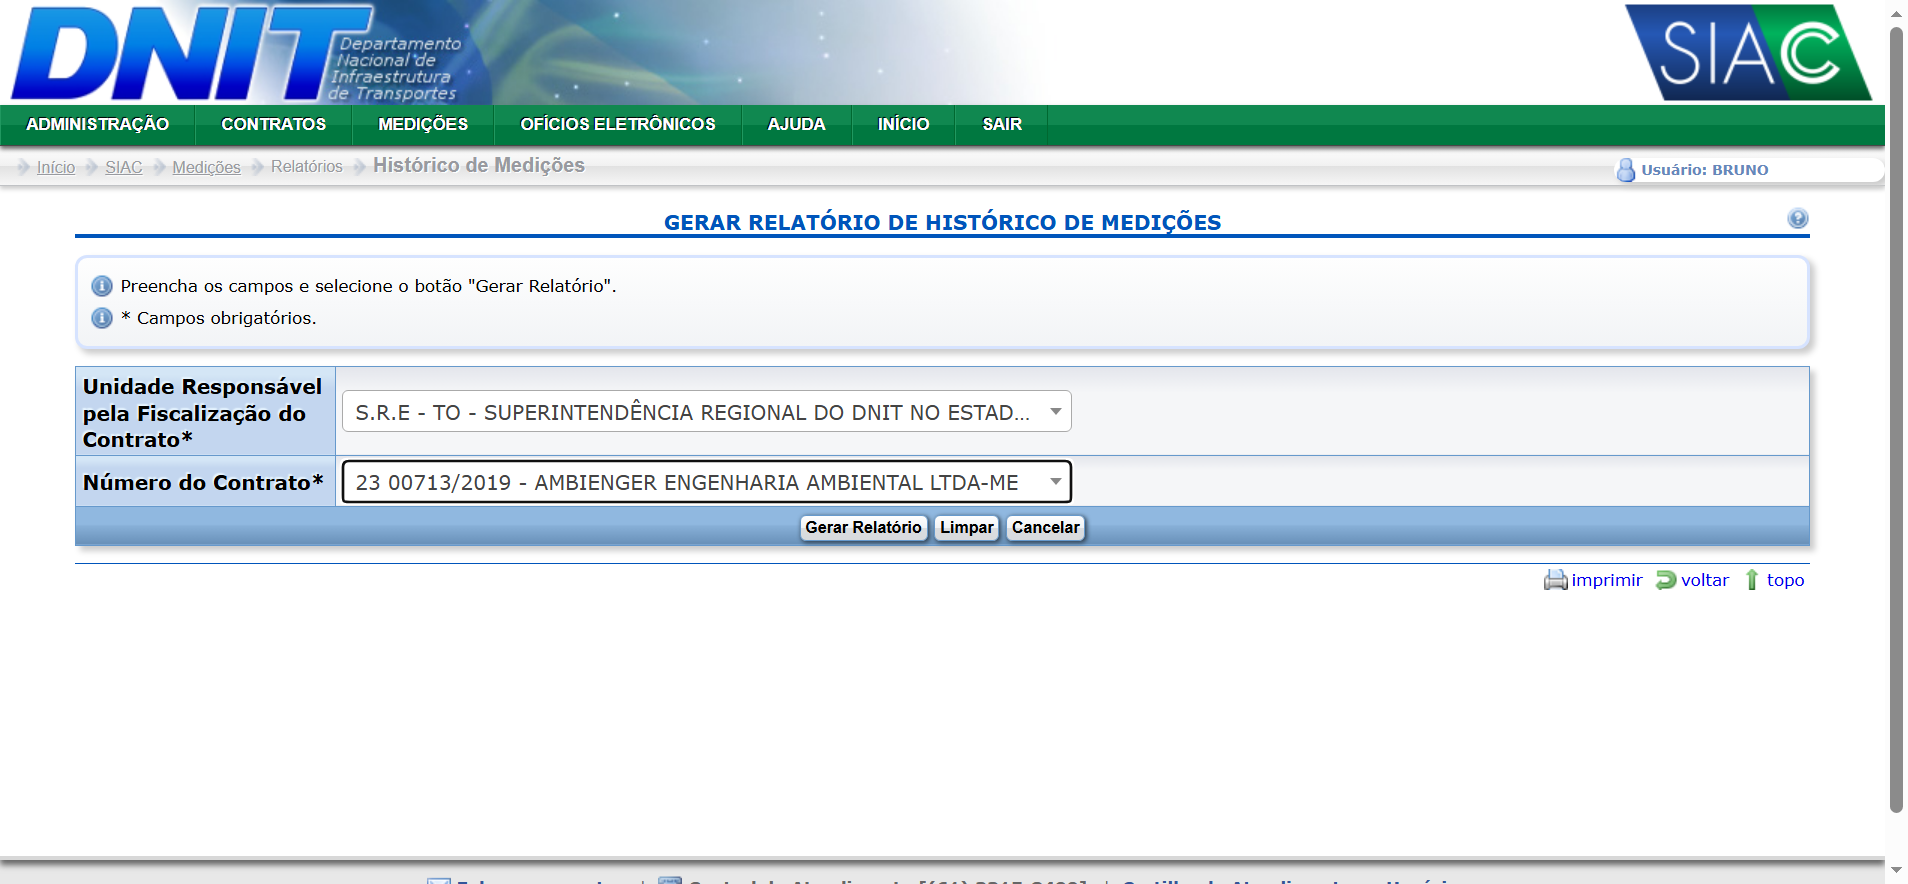 DNIT
Departamento
Nacional de
Infraestrutura
de Transportes
SIAC
ADMINISTRAÇÃO CONTRATOS MEDIÇÕES OFÍCIOS ELETRÔNICOS AJUDA INÍCIO SAIR
Início SIAC Medições Relatórios Histórico de Medições
Usuário: BRUNO
GERAR RELATÓRIO DE HISTÓRICO DE MEDIÇÕES
Preencha os campos e selecione o botão "Gerar Relatório".
* Campos obrigatórios.
Unidade Responsável
pela Fiscalização do
Contrato*
S.R.E - TO - SUPERINTENDÊNCIA REGIONAL DO DNIT NO ESTAD...
Número do Contrato*
23 00713/2019 - AMBIENGER ENGENHARIA AMBIENTAL LTDA-ME
Gerar Relatório Limpar Cancelar
imprimir voltar topo